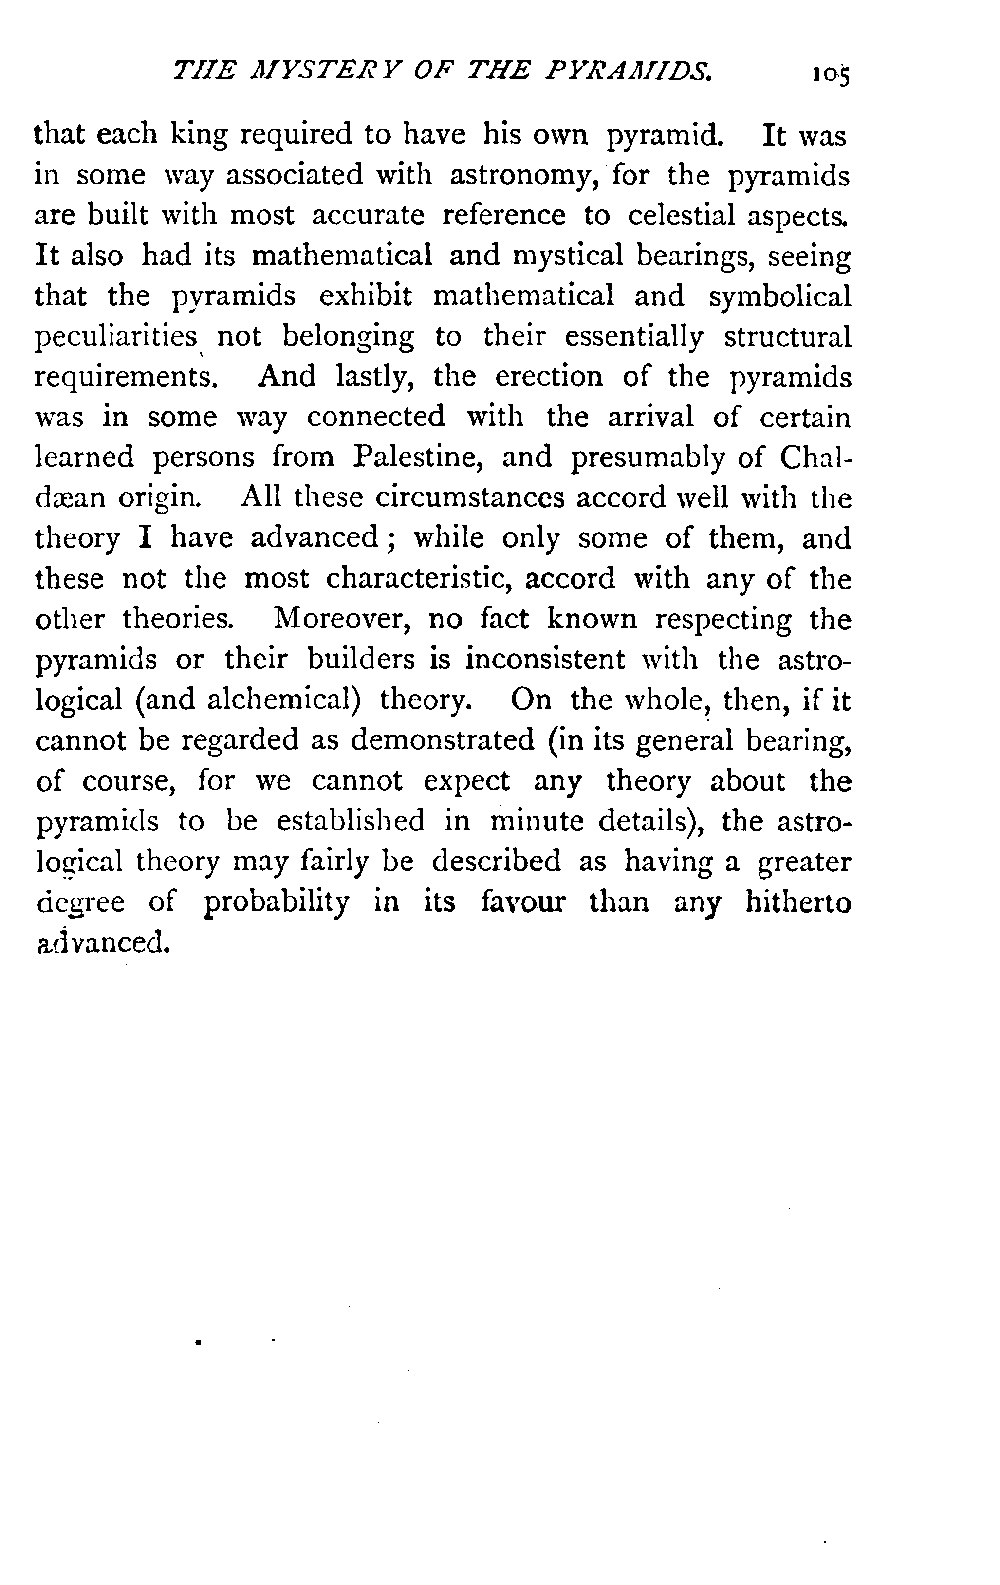 THE MYSTERY OF THE PYRAMIDS. 105
that each king required to have his own pyramid. It was
in some way associated with astronomy, for the pyramids
are built with most accurate reference to celestial aspects.
It also had its mathematical and mystical bearings, seeing
that the pyramids exhibit mathematical and symbolical
peculiarities not belonging to their essentially structural
requirements. And lastly, the erection of the pyramids
was in some way connected with the arrival of certain
learned persons from Palestine, and presumably of Chal-
dæan origin. All these circumstances accord well with the
theory I have advanced; while only some of them, and
these not the most characteristic, accord with any of the
other theories. Moreover, no fact known respecting the
pyramids or their builders is inconsistent with the astro-
logical (and alchemical) theory. On the whole, then, if it
cannot be regarded as demonstrated (in its general bearing,
of course, for we cannot expect any theory about the
pyramids to be established in minute details), the astro-
logical theory may fairly be described as having a greater
degree of probability in its favour than any hitherto
advanced.